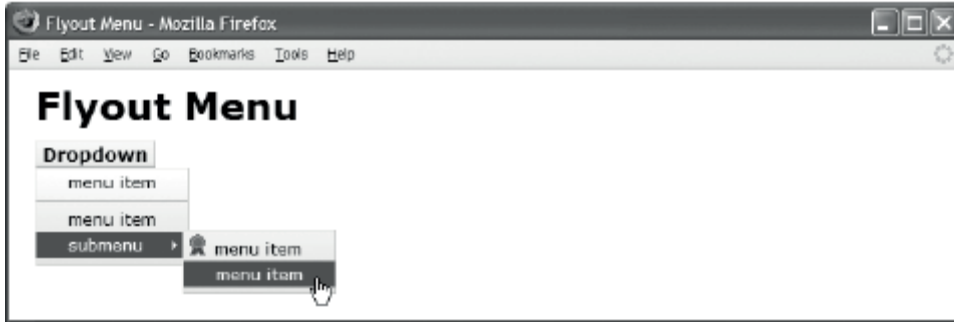 Flyout Menu - Mozilla Firefox
File Edit View Go Bookmarks Tools Help
Flyout Menu
Dropdown
menu item
menu item
submenu
menu item
menu item